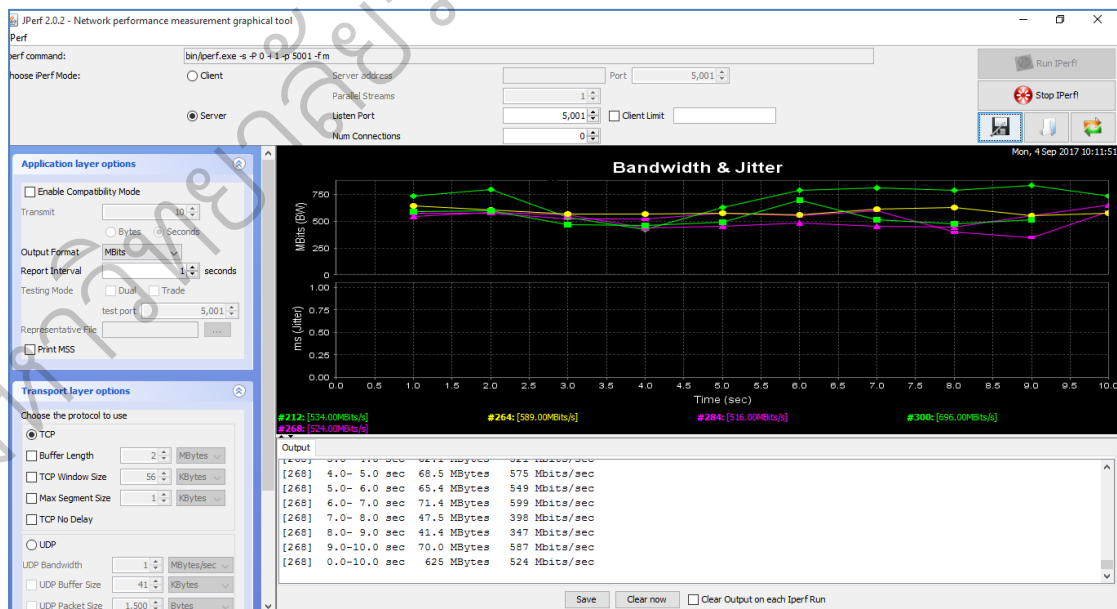 JPerf 2.0.2 - Network performance measurement graphical tool
Perf
perf command: bin/iperf.exe -s -P 0 -i 1 -p 5001 -f m
hoose iPerf Mode: Client Server address Port 5,001
Parallel Streams 1
Server Listen Port 5,001 Client Limit
Num Connections 0
Run IPerf!
Stop IPerf!
Mon, 4 Sep 2017 10:11:51
Application layer options
Enable Compatibility Mode
Transmit 10
Bytes Seconds
Output Format MBits
Report Interval 1 seconds
Testing Mode Dual Trade
test port 5,001
Representative File ...
Print MSS
Transport layer options
Choose the protocol to use
TCP
Buffer Length 2 MBytes
TCP Window Size 56 KBytes
Max Segment Size 1 KBytes
TCP No Delay
UDP
UDP Bandwidth 1 MBytes/sec
UDP Buffer Size 41 KBytes
UDP Packet Size 1,500 Bytes
Bandwidth & Jitter
MBits (BW)
750
500
250
0
ms (Jitter)
1.00
0.75
0.50
0.25
0.00
0.0 0.5 1.0 1.5 2.0 2.5 3.0 3.5 4.0 4.5 5.0 5.5 6.0 6.5 7.0 7.5 8.0 8.5 9.0 9.5 10.0
Time (sec)
#212: [534.00MBits/s] #264: [589.00MBits/s] #284: [516.00MBits/s] #300: [696.00MBits/s]
#268: [524.00MBits/s]
Output
[268] 4.0- 5.0 sec 68.5 MBytes 575 Mbits/sec
[268] 5.0- 6.0 sec 65.4 MBytes 549 Mbits/sec
[268] 6.0- 7.0 sec 71.4 MBytes 599 Mbits/sec
[268] 7.0- 8.0 sec 47.5 MBytes 398 Mbits/sec
[268] 8.0- 9.0 sec 41.4 MBytes 347 Mbits/sec
[268] 9.0-10.0 sec 70.0 MBytes 587 Mbits/sec
[268] 0.0-10.0 sec 625 MBytes 524 Mbits/sec
Save Clear now Clear Output on each Iperf Run